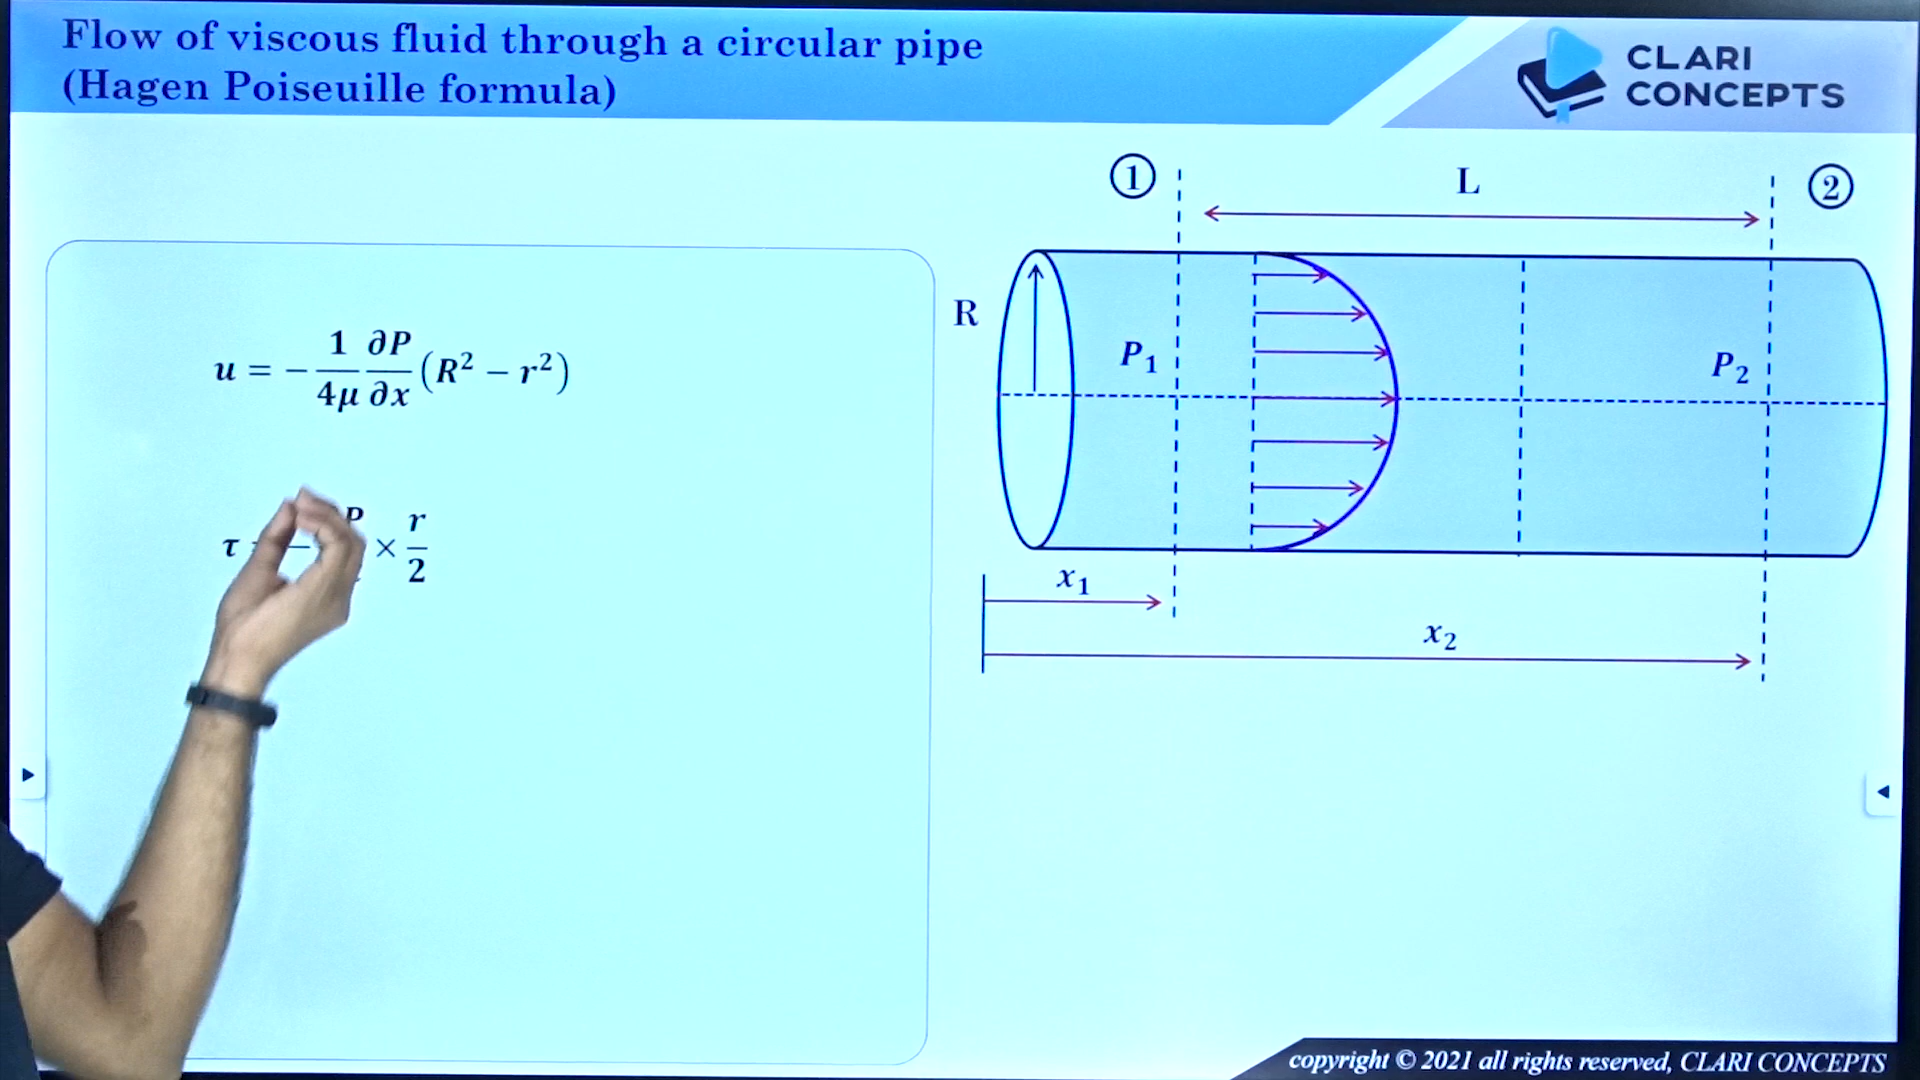 Flow of viscous fluid through a circular pipe
(Hagen Poiseuille formula)
CLARI
CONCEPTS
① L ②
R
P₁ P₂
u = − 1/4μ ∂P/∂x (R² − r²)
τ − P × r/2
x₁
x₂
copyright © 2021 all rights reserved, CLARI CONCEPTS